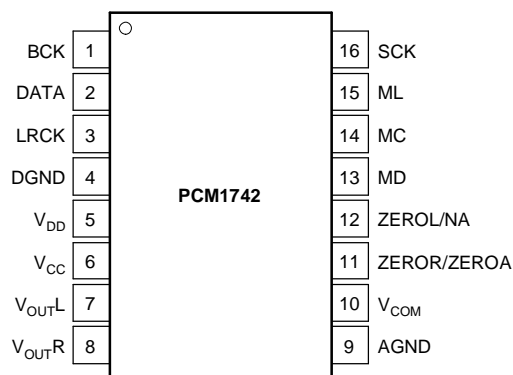 BCK 1
DATA 2
LRCK 3
DGND 4
VDD 5
VCC 6
VOUTL 7
VOUTR 8
PCM1742
16 SCK
15 ML
14 MC
13 MD
12 ZEROL/NA
11 ZEROR/ZEROA
10 VCOM
9 AGND